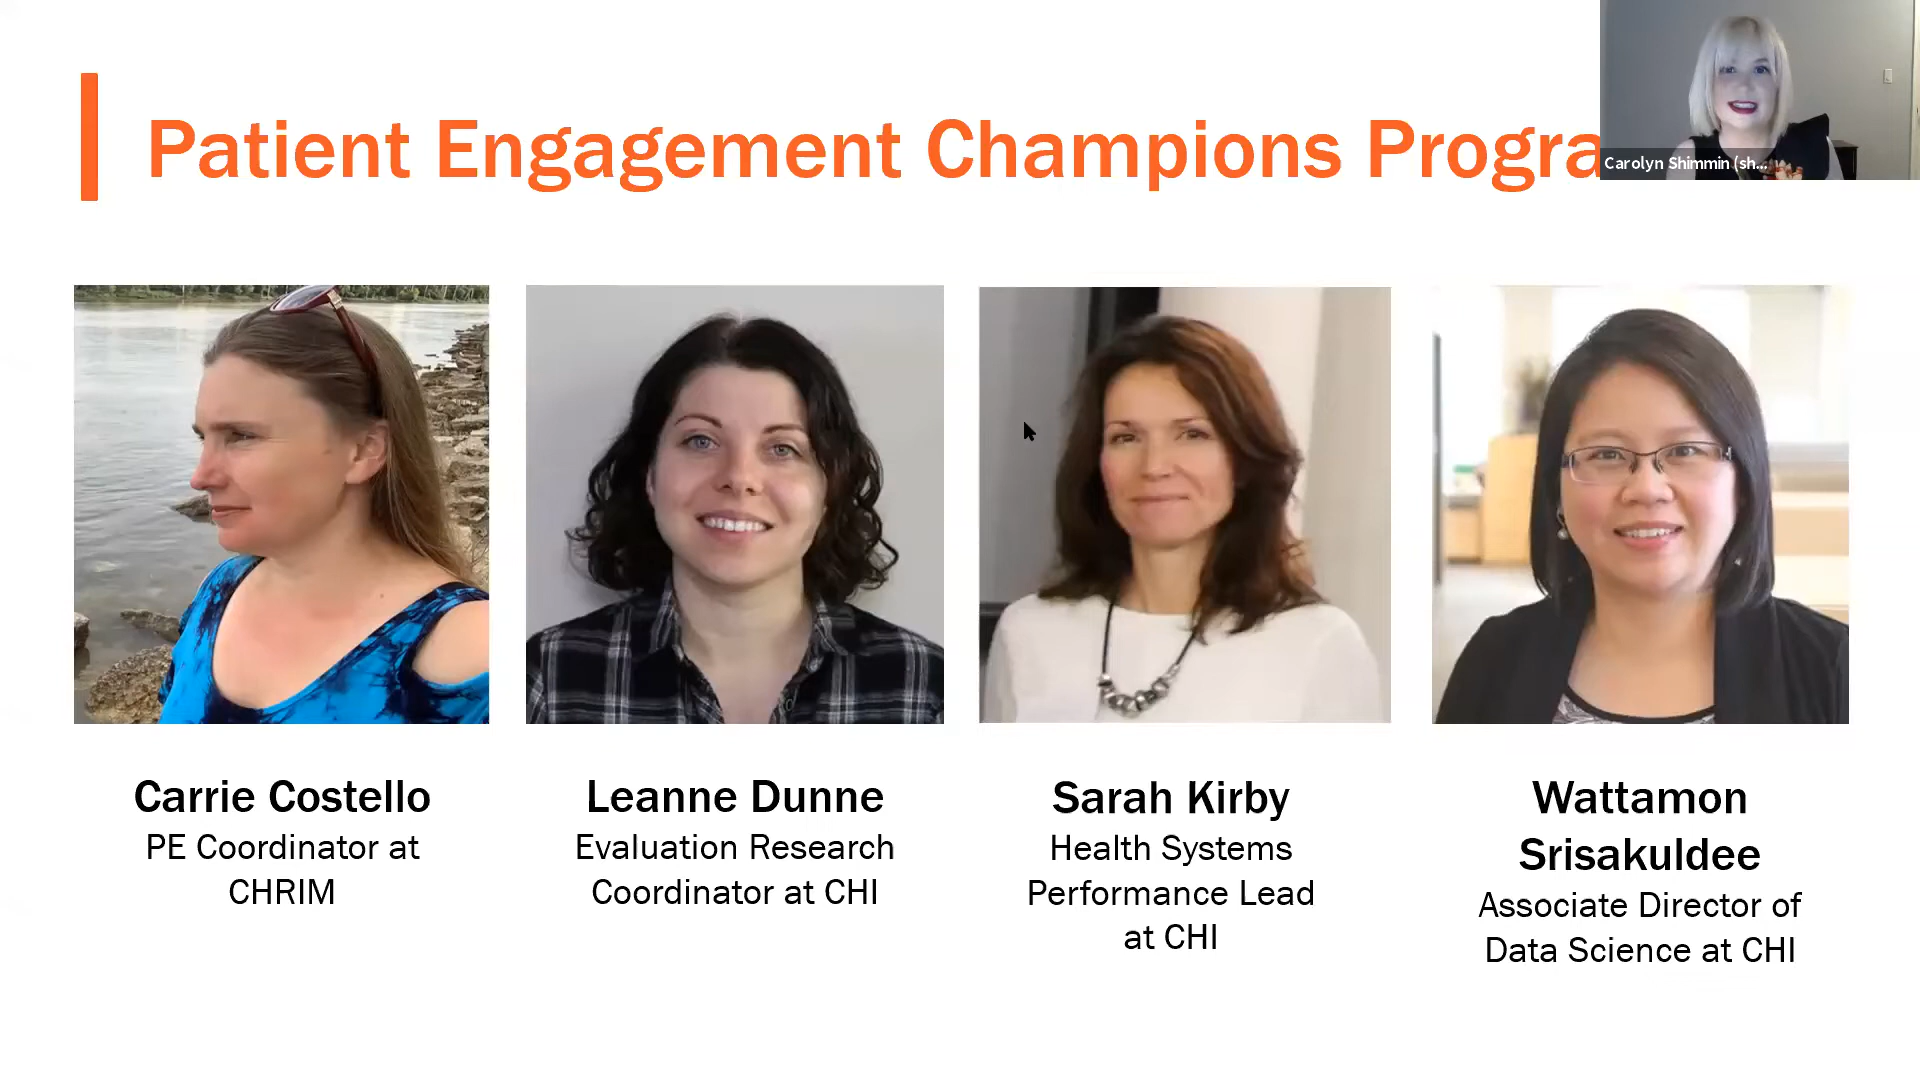 Patient Engagement Champions Progra
Carolyn Shimmin (sh...
Carrie Costello
PE Coordinator at
CHRIM
Leanne Dunne
Evaluation Research
Coordinator at CHI
Sarah Kirby
Health Systems
Performance Lead
at CHI
Wattamon
Srisakuldee
Associate Director of
Data Science at CHI